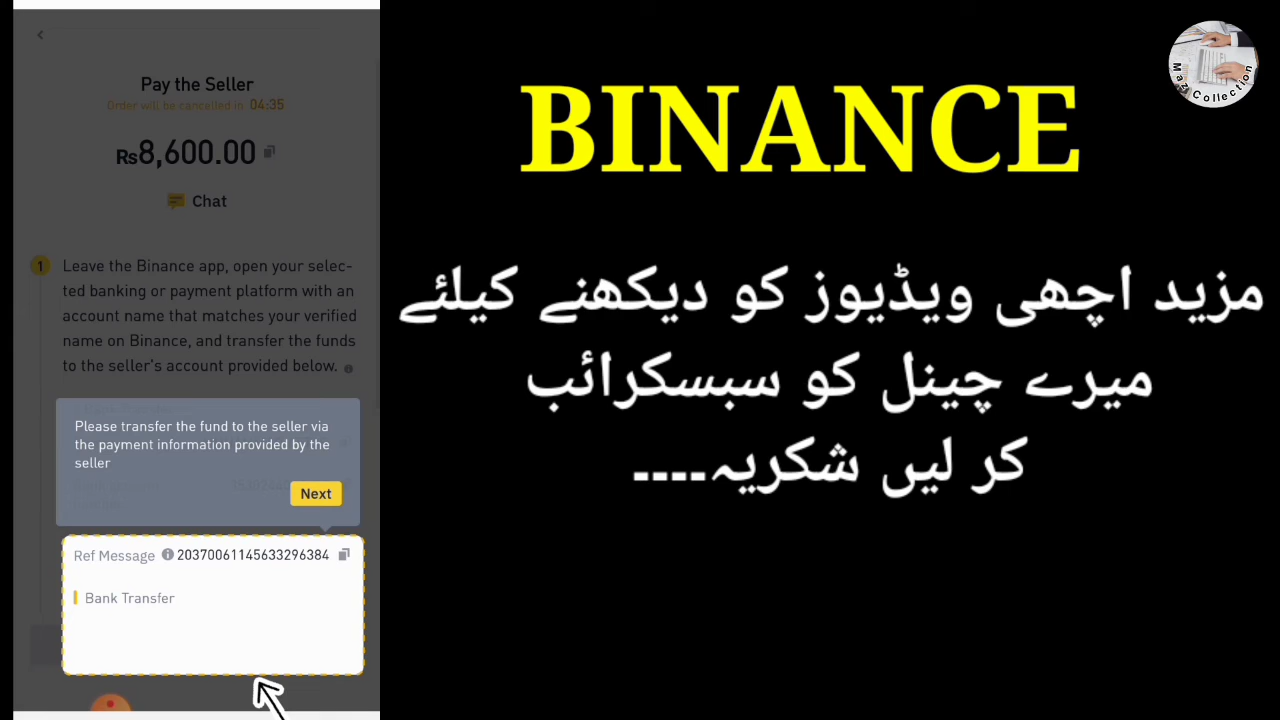 Pay the Seller
Order will be cancelled in 04:35
Rs8,600.00
Chat
1
Leave the Binance app, open your selec-
ted banking or payment platform with an
account name that matches your verified
name on Binance, and transfer the funds
to the seller's account provided below.
Please transfer the fund to the seller via
the payment information provided by the
seller
Next
Ref Message 20370061145633296384
Bank Transfer
BINANCE
مزید اچھی ویڈیوز کو دیکھنے کیلئے
میرے چینل کو سبسکرائب
کر لیں شکریہ----
Maz Collection